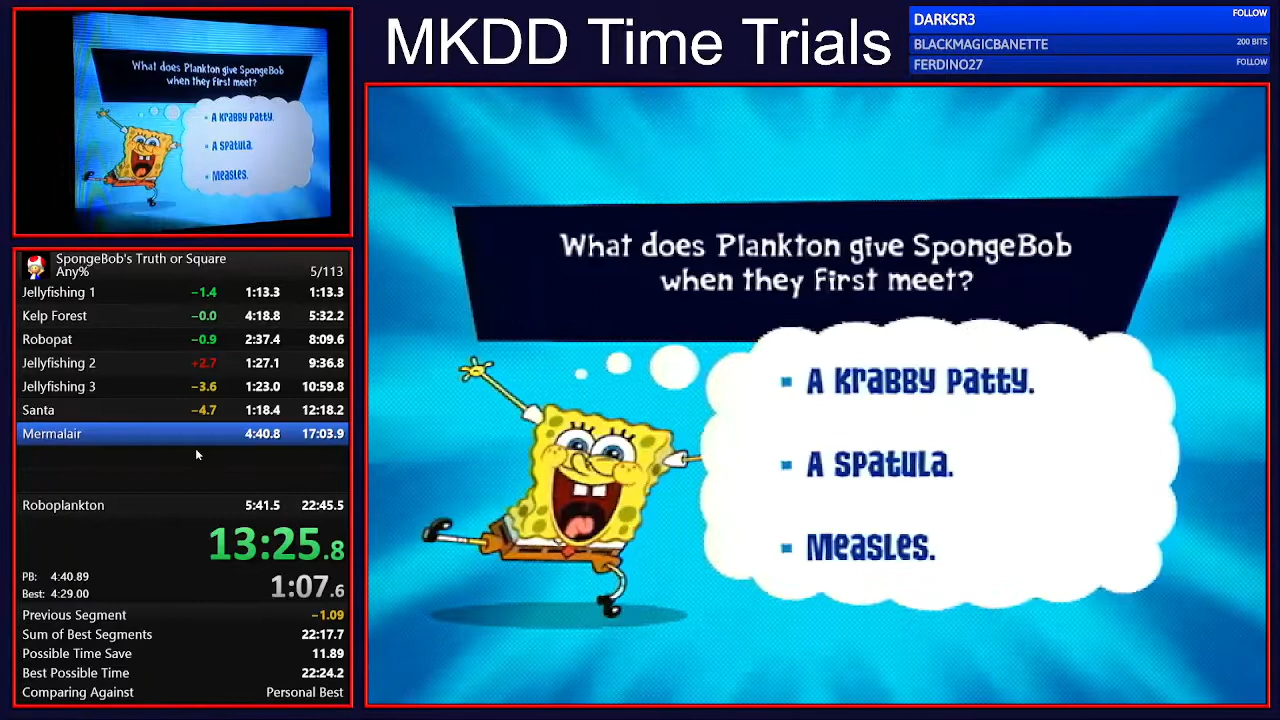 What does Plankton give SpongeBob
when they first meet?
A Krabby Patty.
A Spatula.
Measles.
SpongeBob's Truth or Square
Any% 5/113
Jellyfishing 1 −1.4 1:13.3 1:13.3
Kelp Forest −0.0 4:18.8 5:32.2
Robopat −0.9 2:37.4 8:09.6
Jellyfishing 2 +2.7 1:27.1 9:36.8
Jellyfishing 3 −3.6 1:23.0 10:59.8
Santa −4.7 1:18.4 12:18.2
Mermalair 4:40.8 17:03.9
Roboplankton 5:41.5 22:45.5
13:25.8
PB: 4:40.89
Best: 4:29.00
1:07.6
Previous Segment −1.09
Sum of Best Segments 22:17.7
Possible Time Save 11.89
Best Possible Time 22:24.2
Comparing Against Personal Best
MKDD Time Trials
DARKSR3 FOLLOW
BLACKMAGICBANETTE 200 BITS
FERDINO27 FOLLOW
What does Plankton give SpongeBob
when they first meet?
A Krabby Patty.
A Spatula.
Measles.